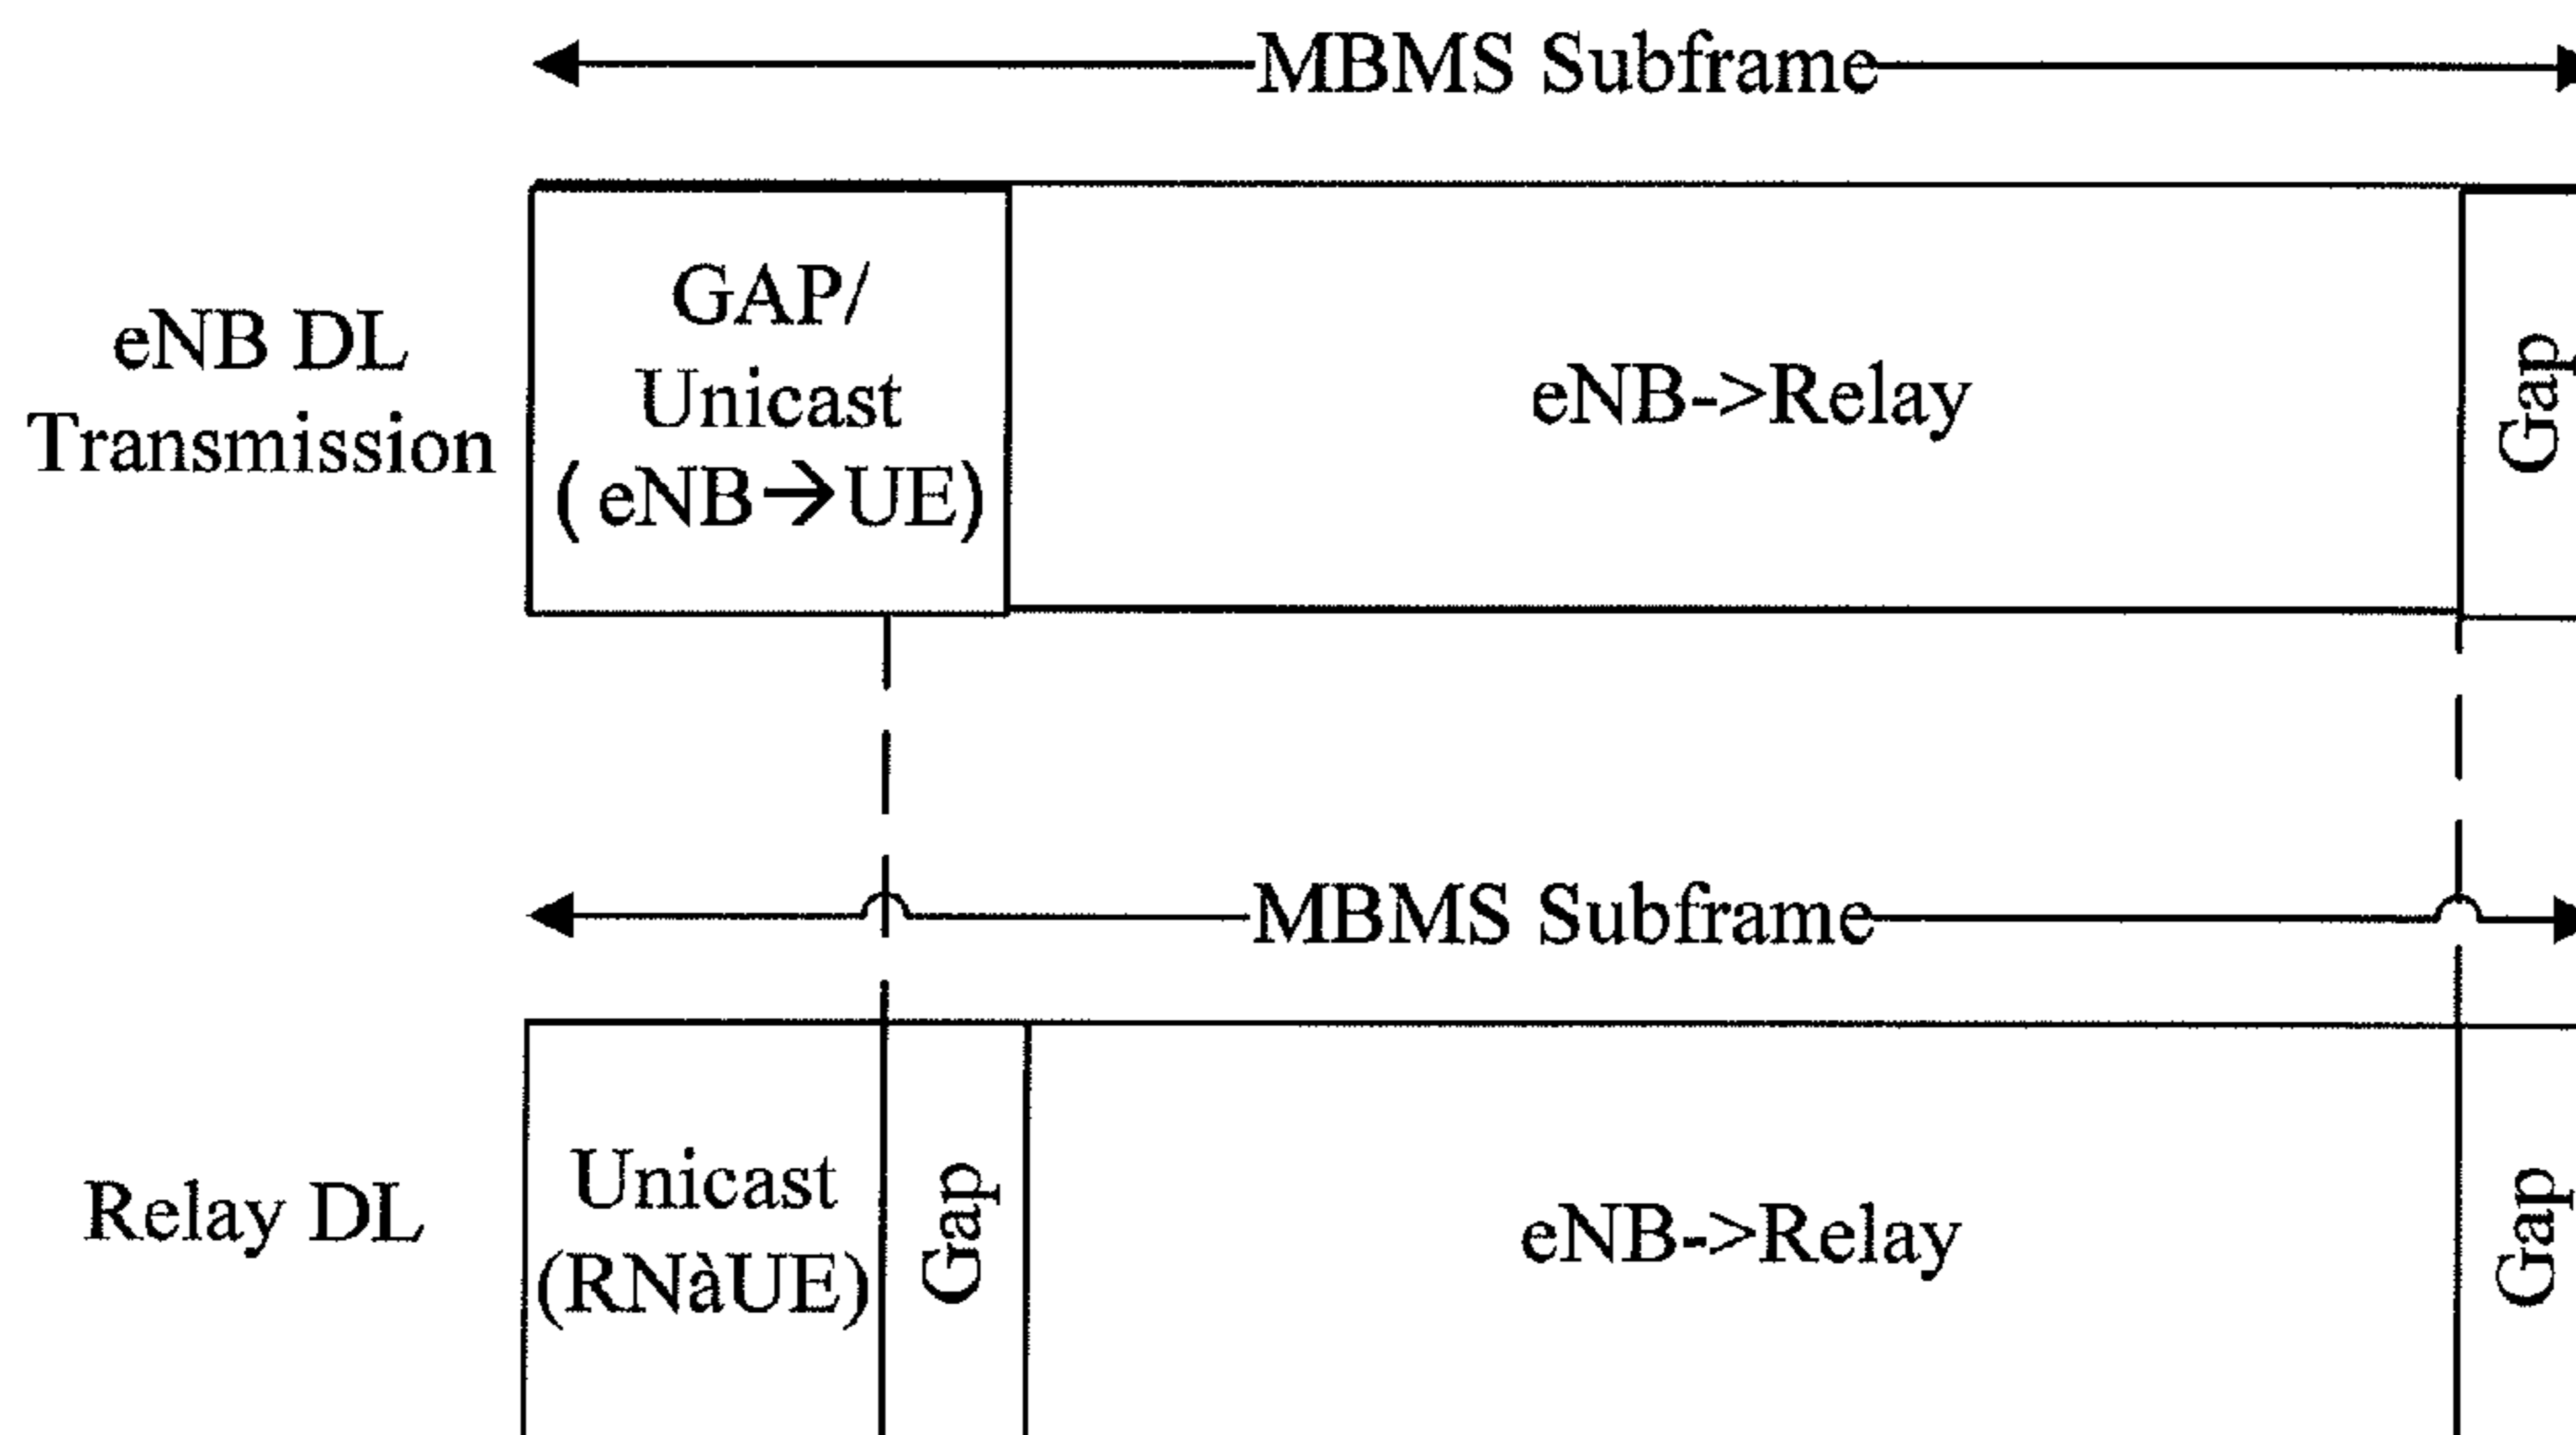 MBMS Subframe
eNB DL
Transmission
GAP/
Unicast
( eNB→UE)
eNB->Relay
Gap
MBMS Subframe
Relay DL
Unicast
(RNàUE)
Gap
eNB->Relay
Gap